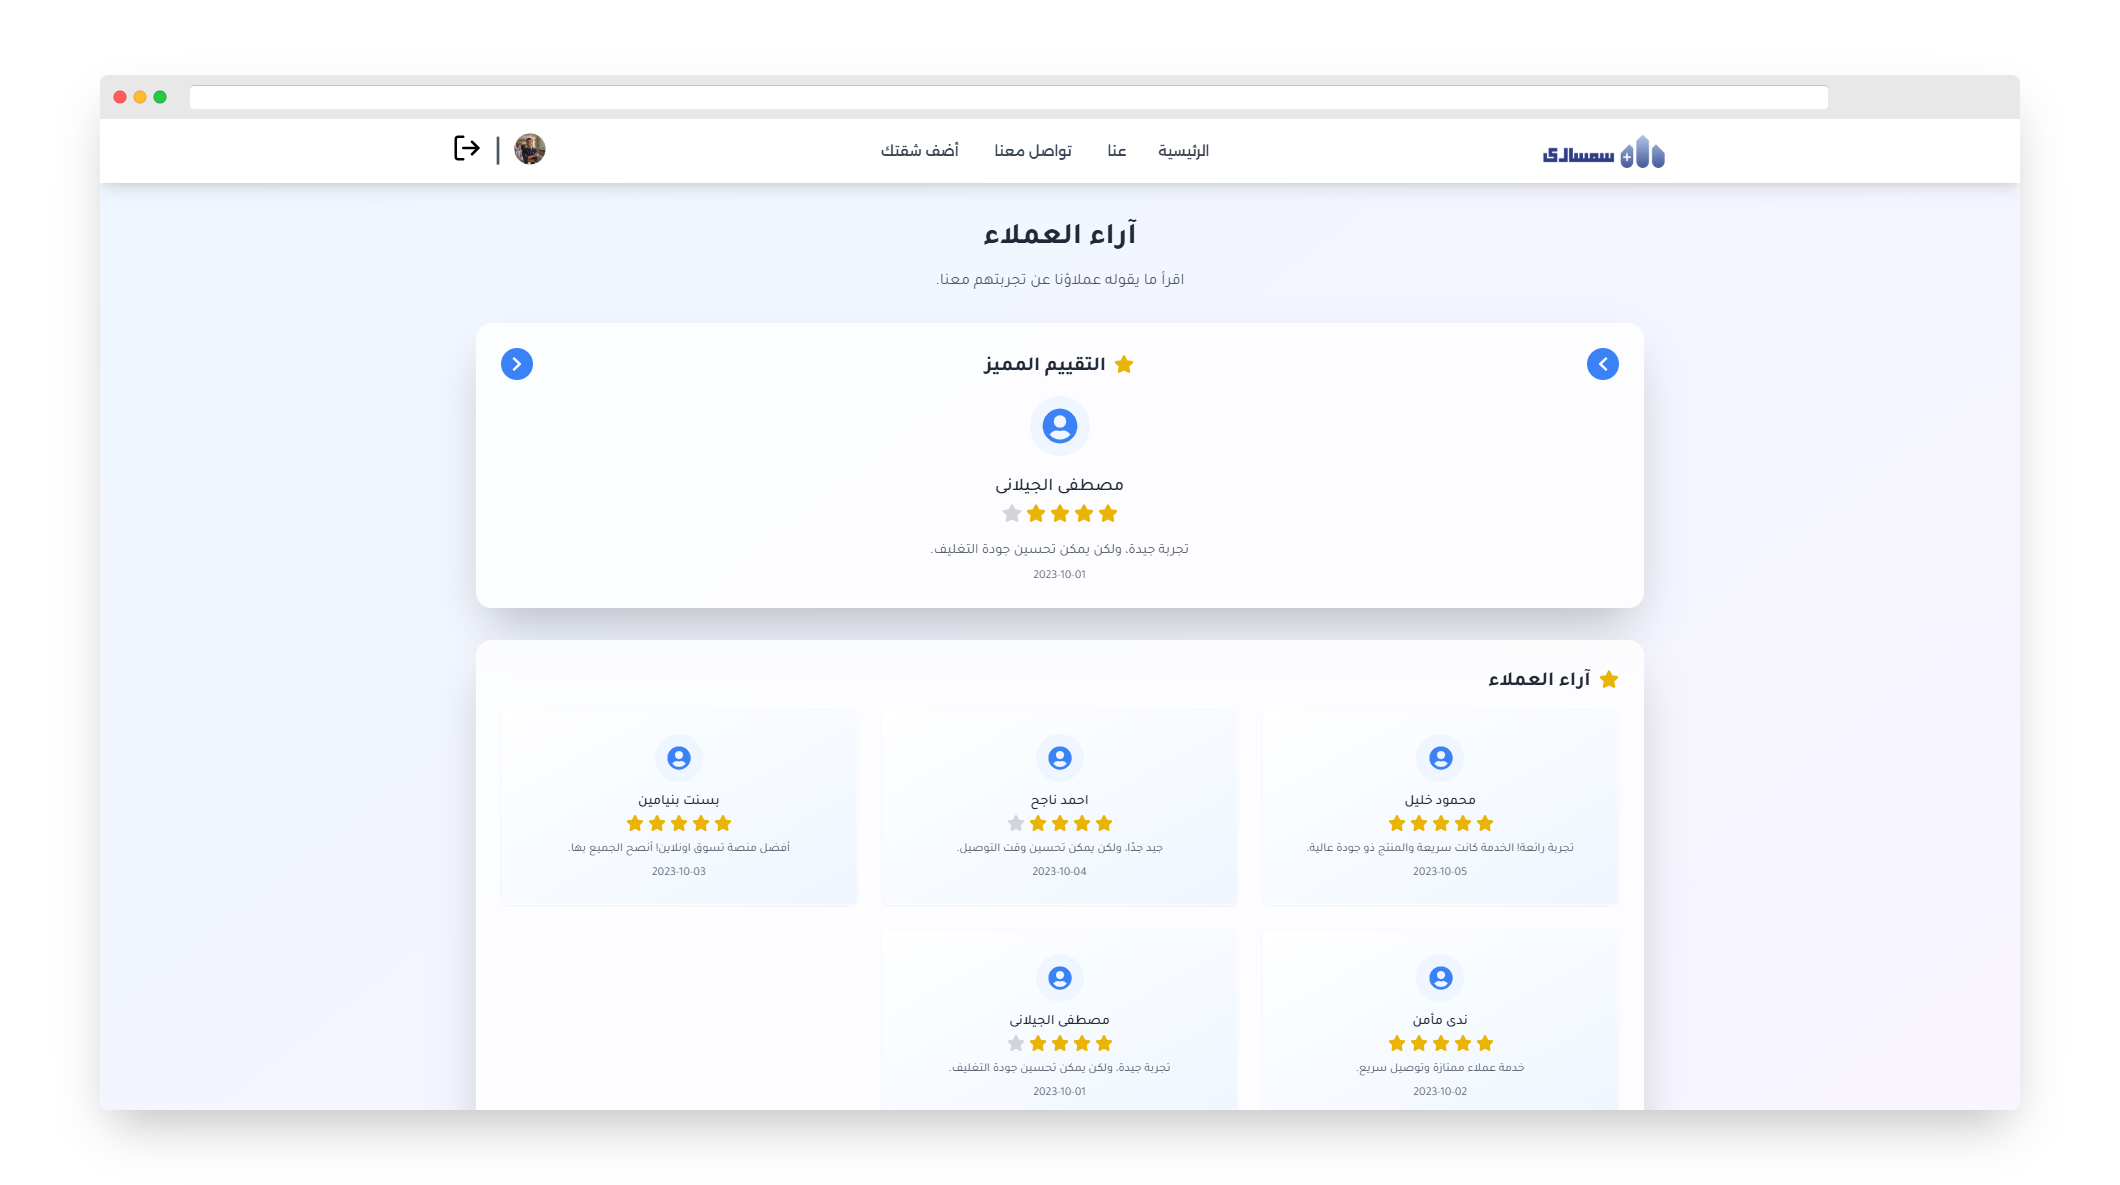 سمسارى
الرئيسية
عنا
تواصل معنا
أضف شقتك
آراء العملاء
اقرأ ما يقوله عملاؤنا عن تجربتهم معنا.
التقييم المميز
مصطفى الجيلانى
تجربة جيدة، ولكن يمكن تحسين جودة التغليف.
2023-10-01
آراء العملاء
محمود خليل
تجربة رائعة! الخدمة كانت سريعة والمنتج ذو جودة عالية.
2023-10-05
احمد ناجح
جيد جدًا، ولكن يمكن تحسين وقت التوصيل.
2023-10-04
بسنت بنيامين
أفضل منصة تسوق اونلاين! أنصح الجميع بها.
2023-10-03
ندى مأمن
خدمة عملاء ممتازة وتوصيل سريع.
2023-10-02
مصطفى الجيلانى
تجربة جيدة، ولكن يمكن تحسين جودة التغليف.
2023-10-01